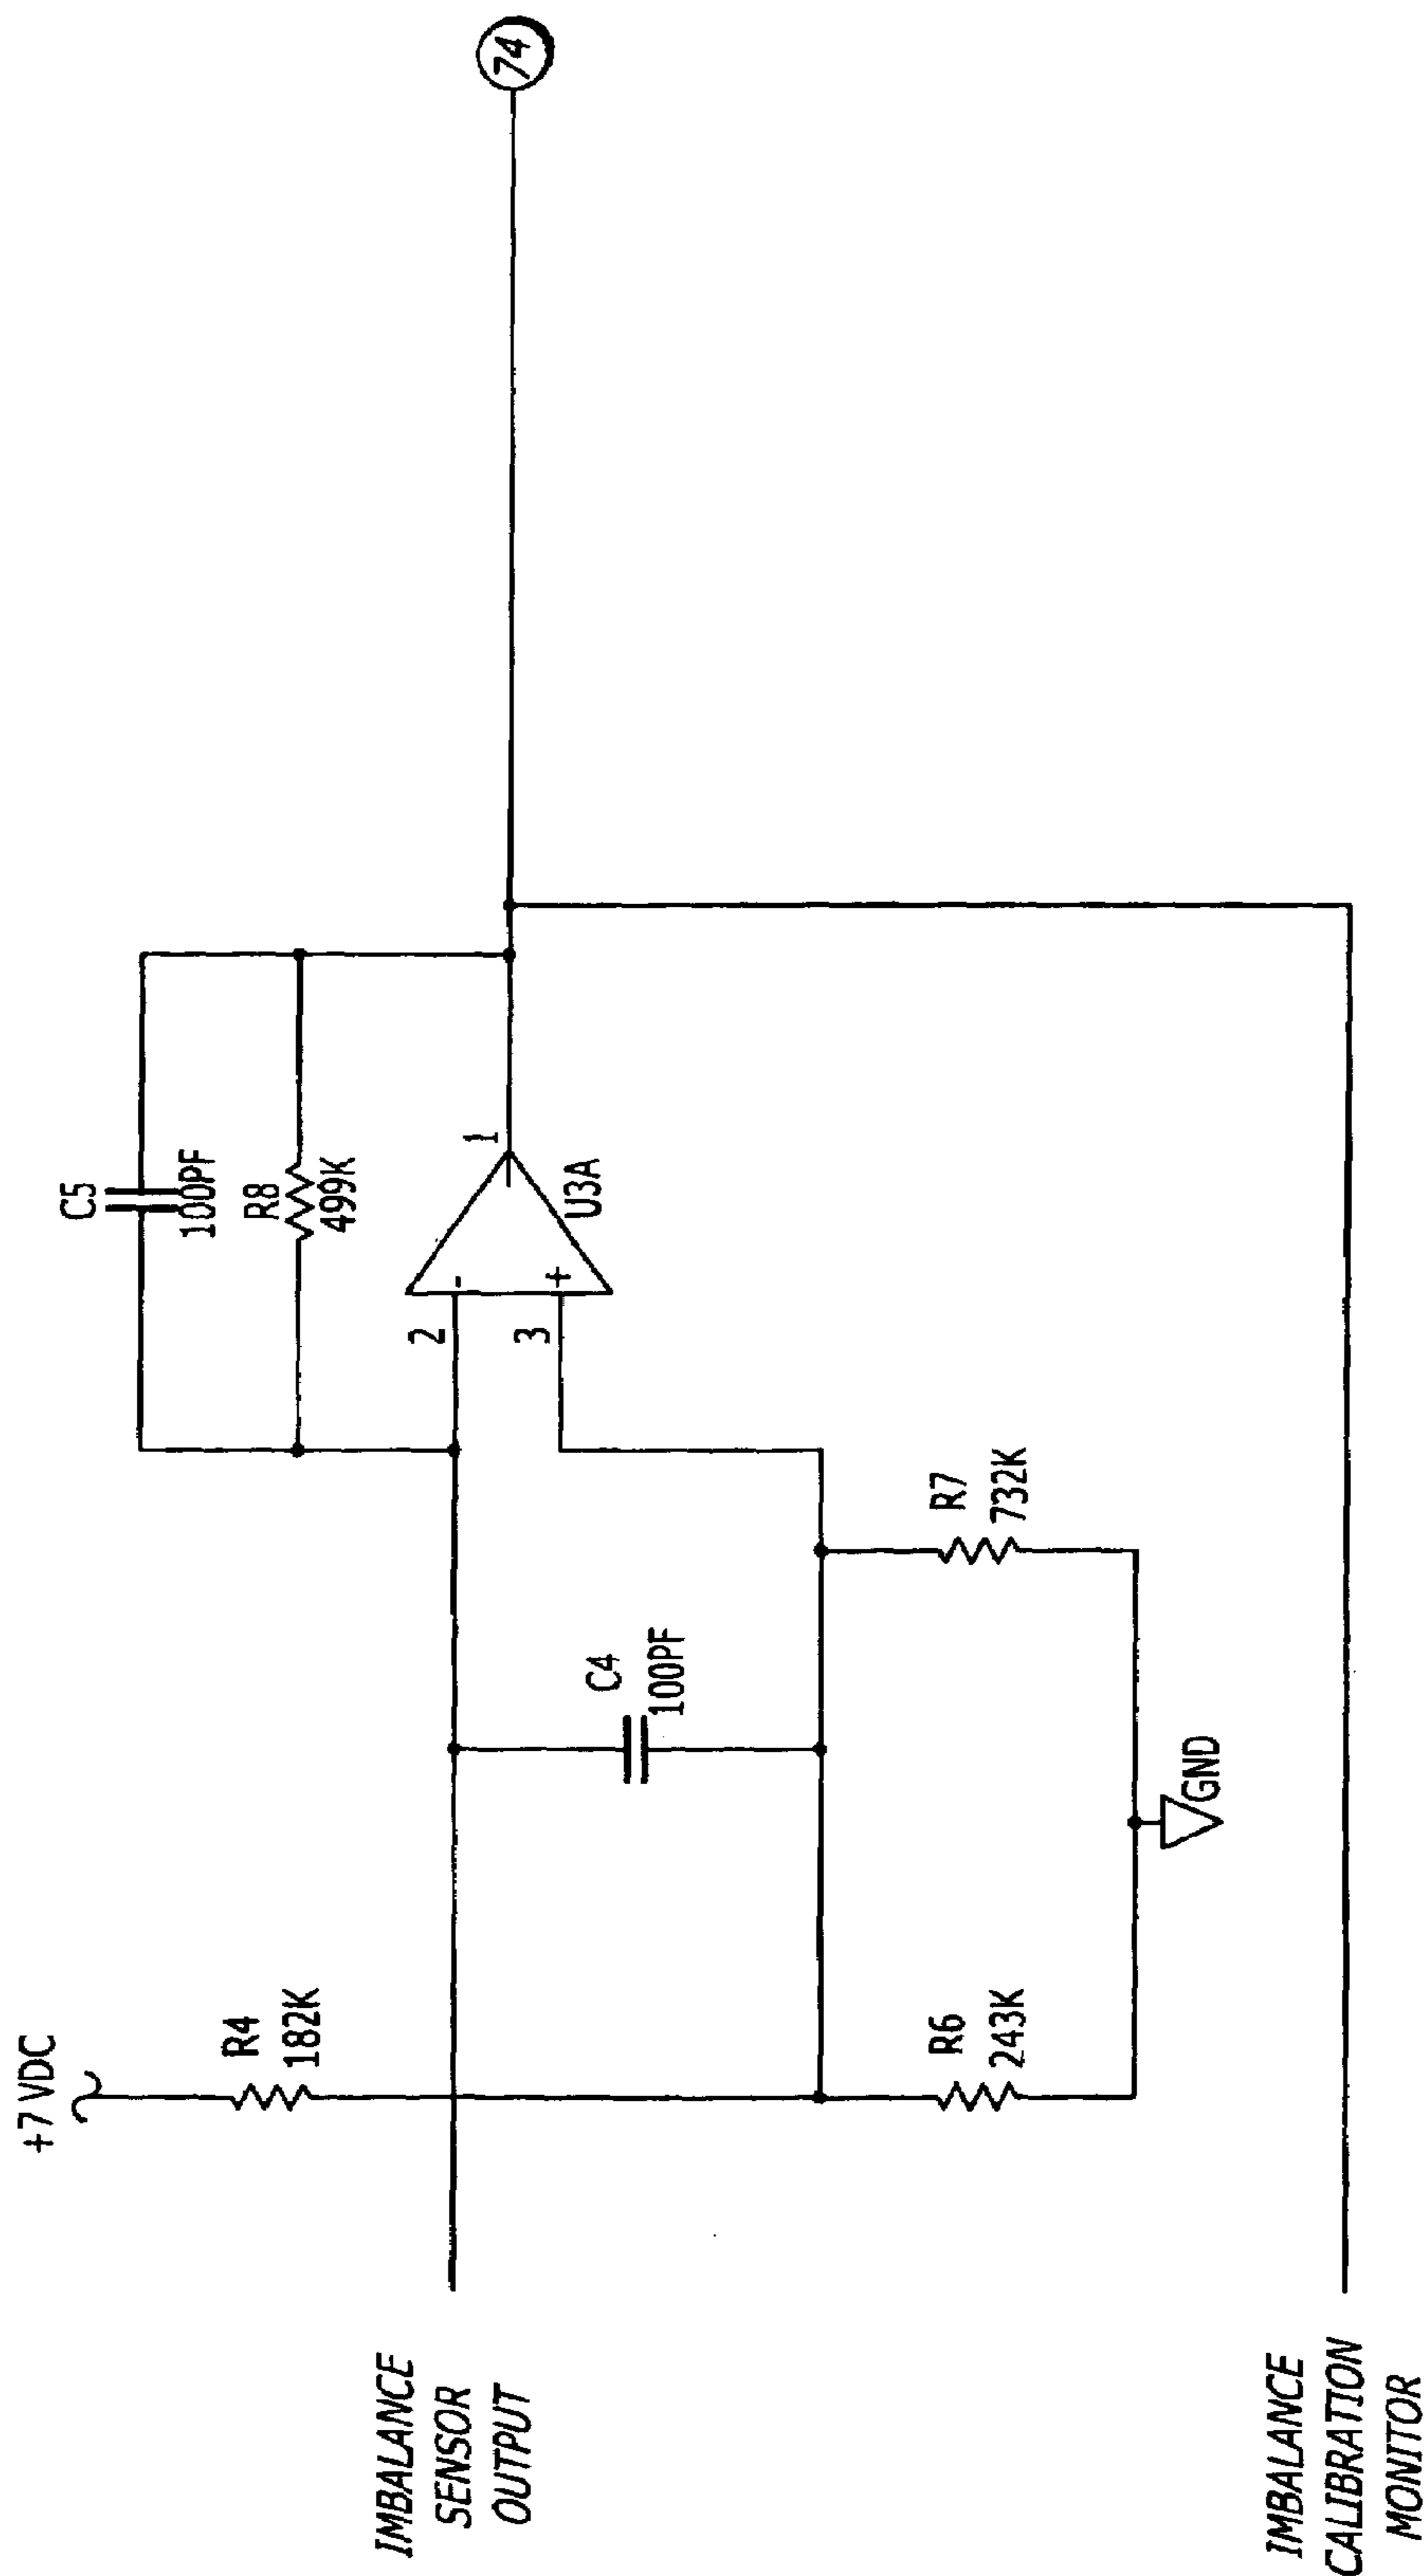 +7 VDC
R4
182K
IMBALANCE
SENSOR
OUTPUT
C4
100PF
R6
243K
R7
732K
GND
C5
100PF
R8
499K
2
3
-
+
1
U3A
74
IMBALANCE
CALIBRATION
MONITOR